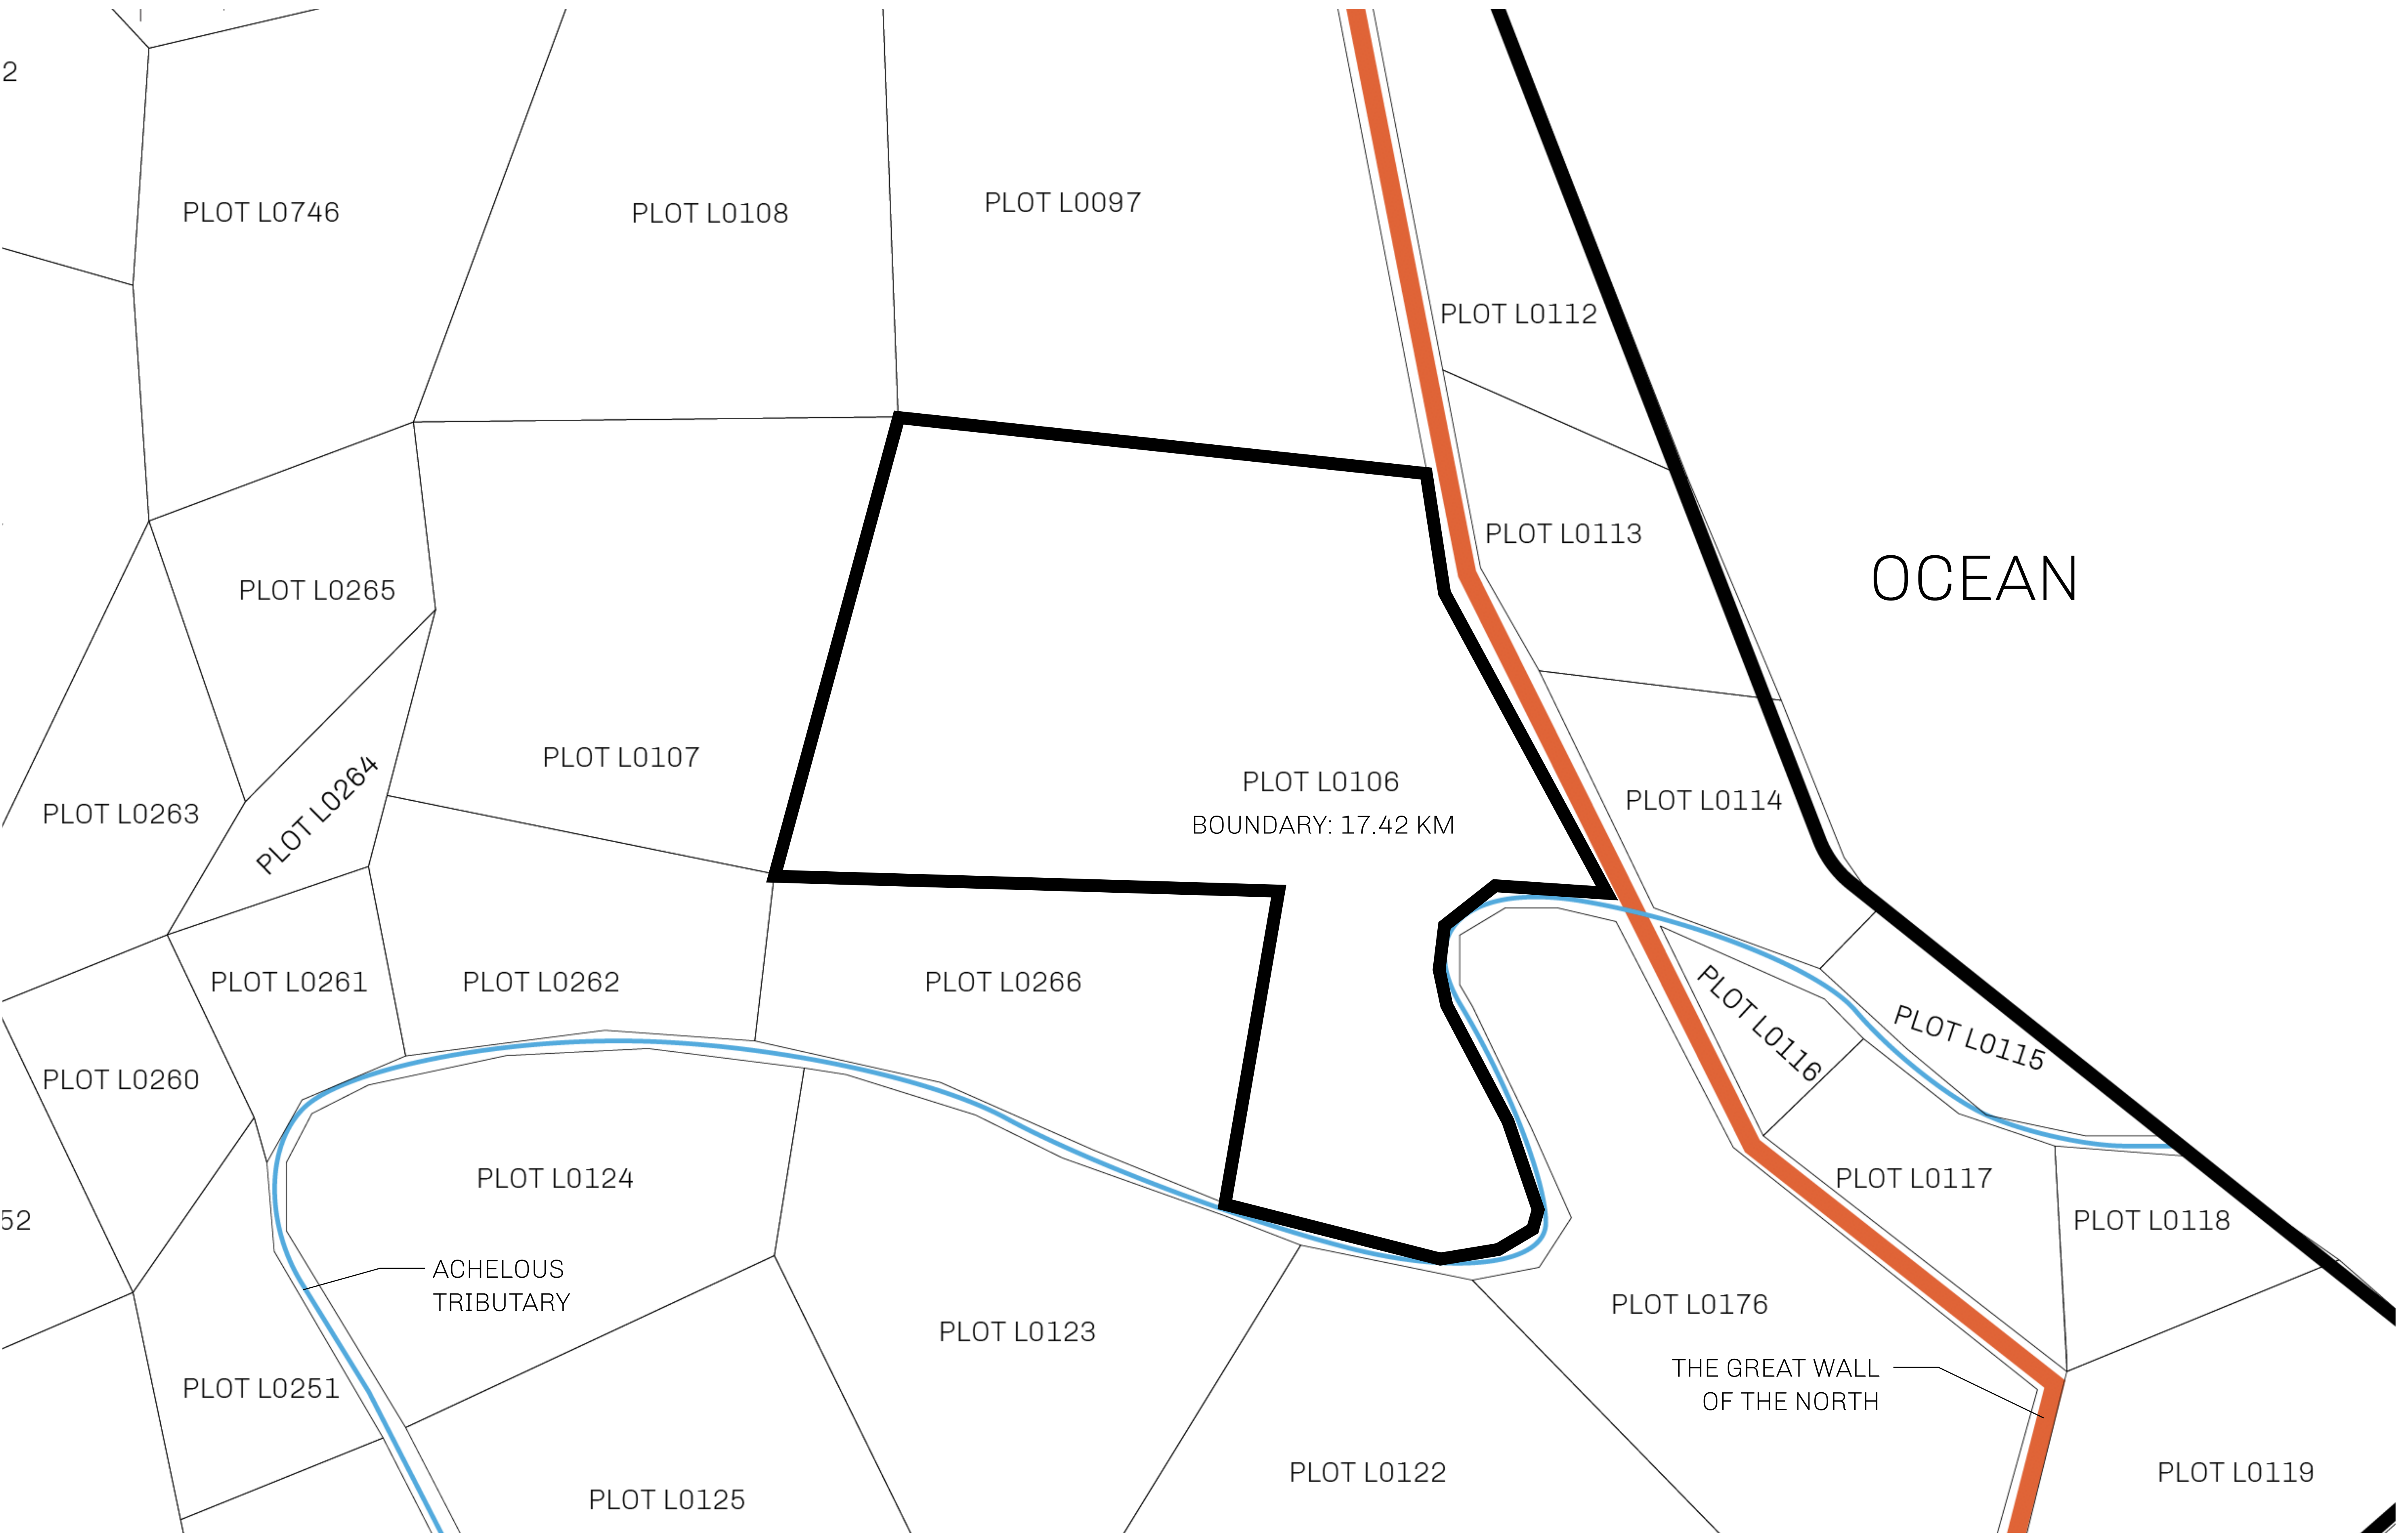 2
PLOT L0746
PLOT L0108
PLOT L0097
PLOT L0112
PLOT L0113
OCEAN
PLOT L0265
PLOT L0107
PLOT L0264
PLOT L0263
PLOT L0106
BOUNDARY: 17.42 KM
PLOT L0114
PLOT L0261
PLOT L0262
PLOT L0266
PLOT L0116
PLOT L0115
PLOT L0260
PLOT L0124
PLOT L0117
52
PLOT L0118
ACHELOUS
TRIBUTARY
PLOT L0123
PLOT L0176
PLOT L0251
THE GREAT WALL
OF THE NORTH
PLOT L0125
PLOT L0122
PLOT L0119